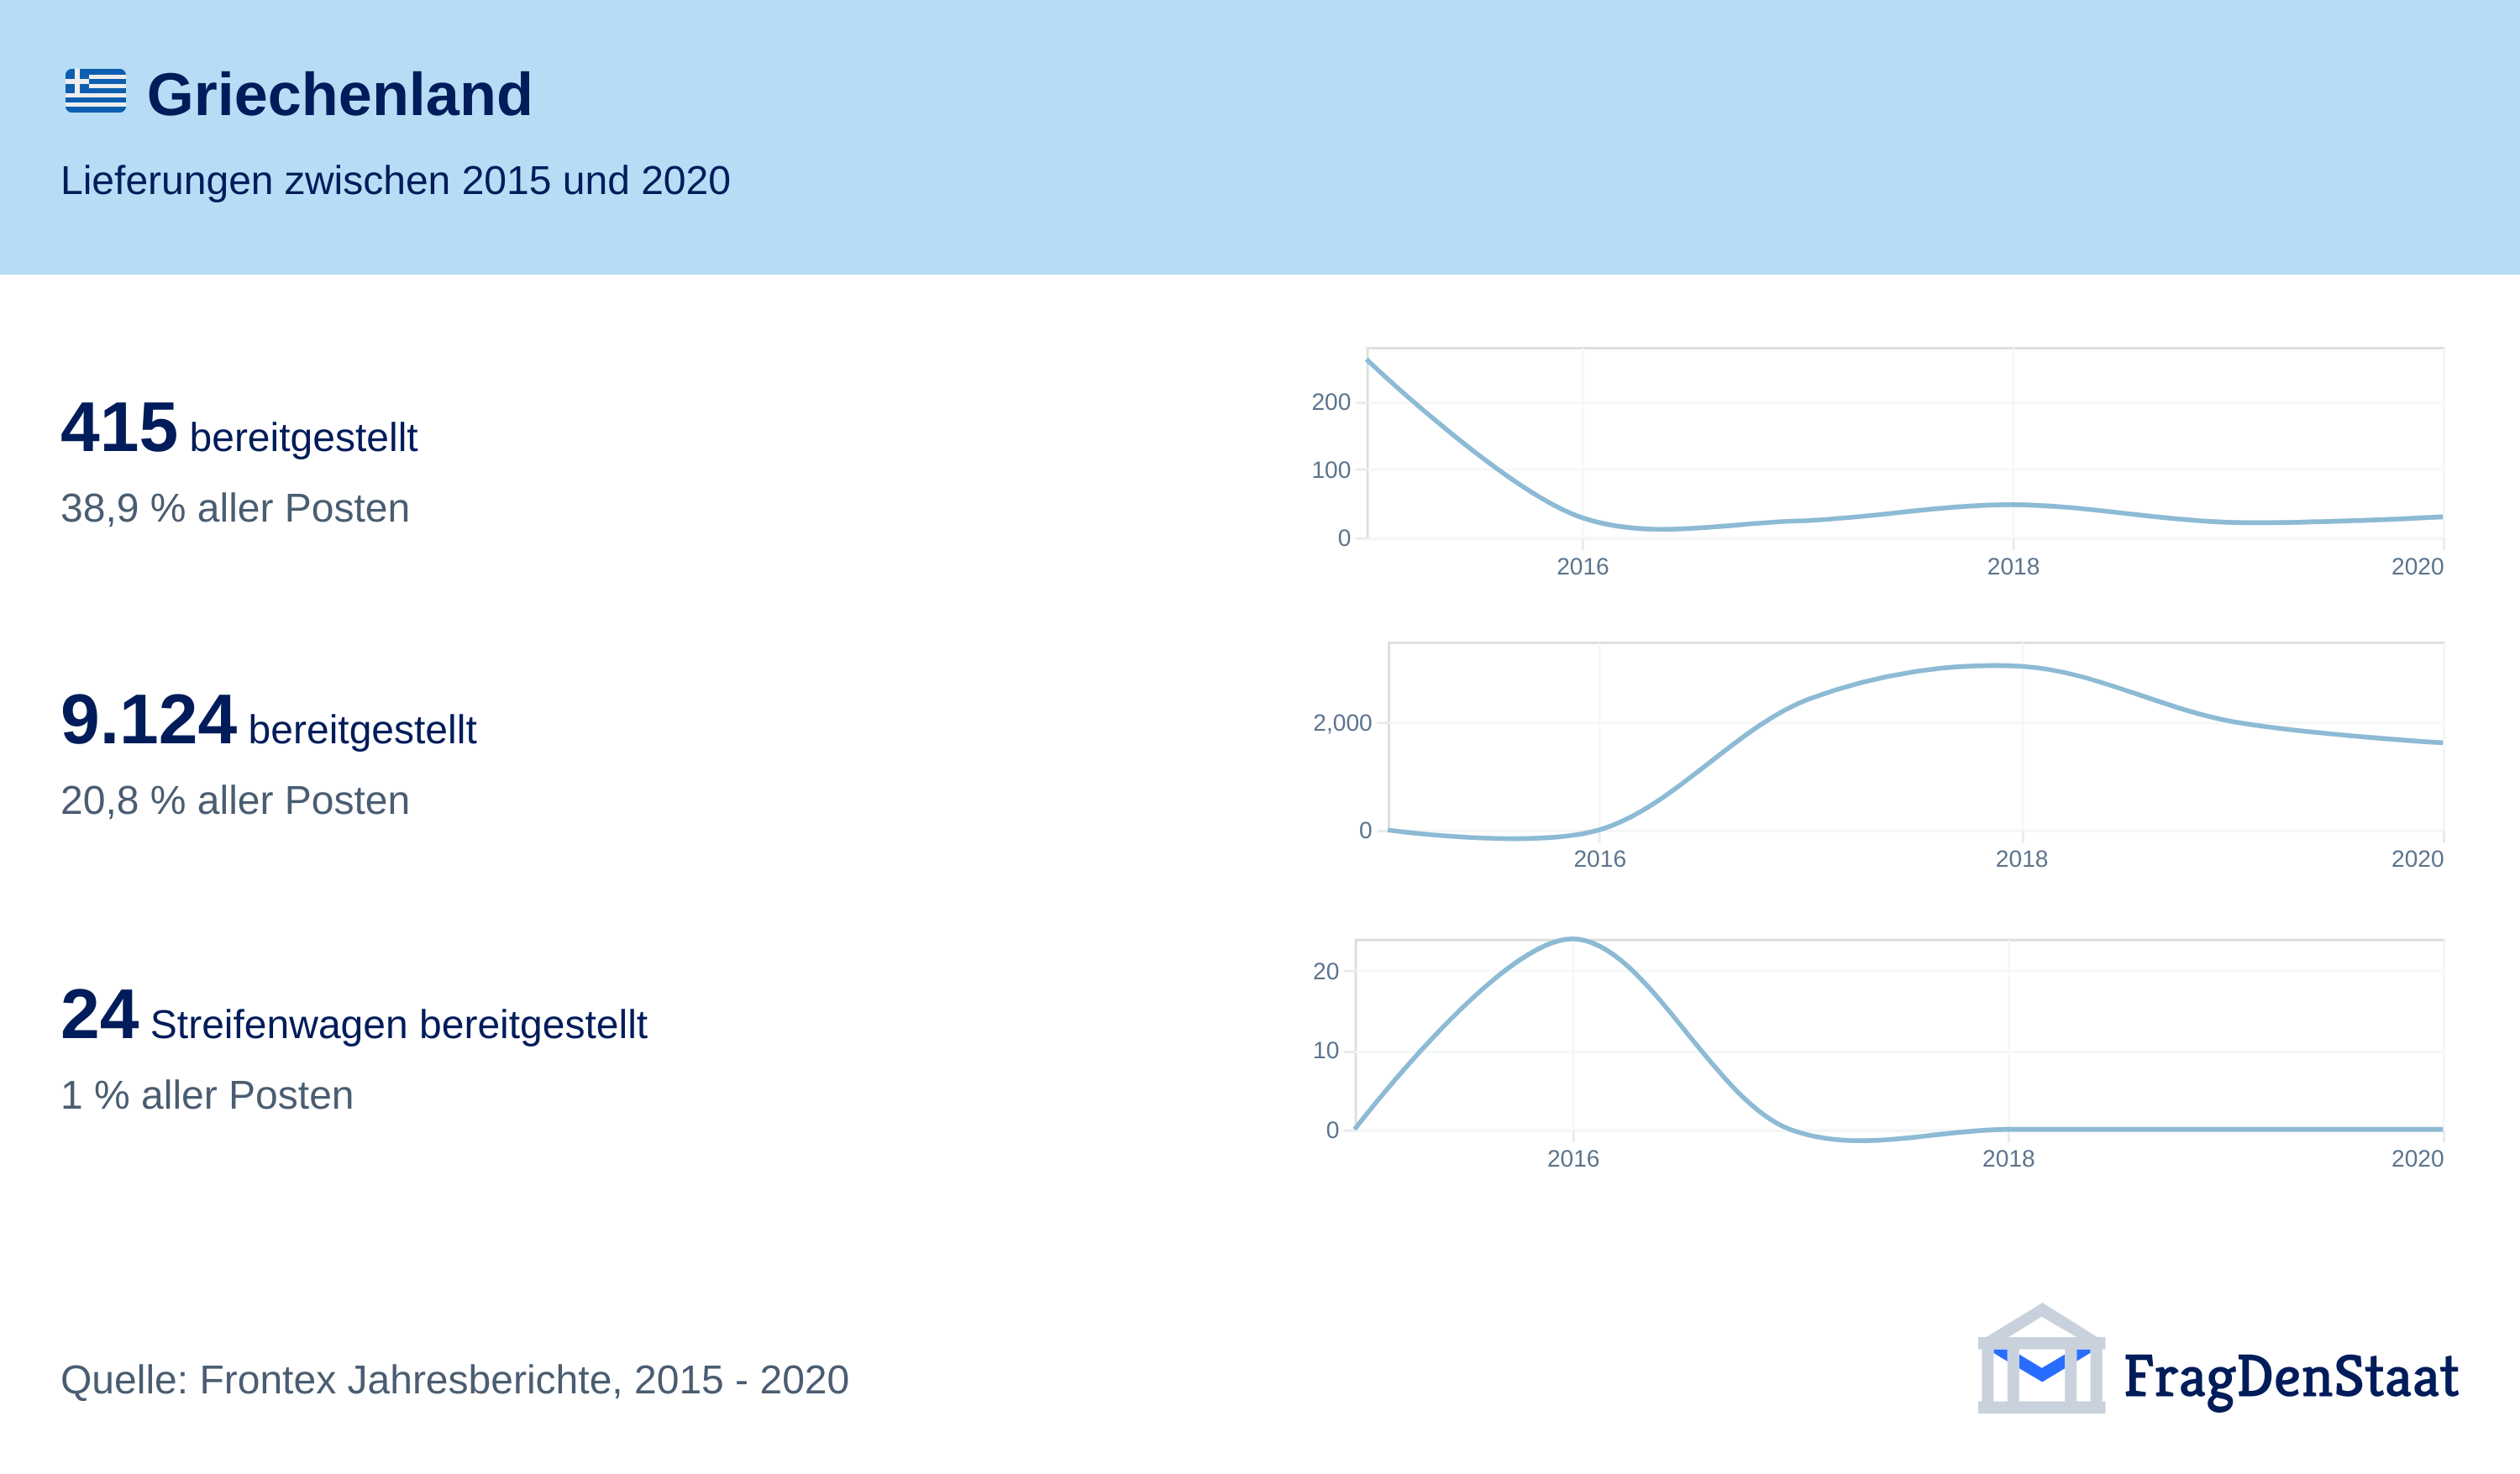 Griechenland
Lieferungen zwischen 2015 und 2020
415 bereitgestellt
38,9 % aller Posten
200
100
0
2016 2018 2020
9.124 bereitgestellt
20,8 % aller Posten
2,000
0
2016 2018 2020
24 Streifenwagen bereitgestellt
1 % aller Posten
20
10
0
2016 2018 2020
Quelle: Frontex Jahresberichte, 2015 - 2020
FragDenStaat